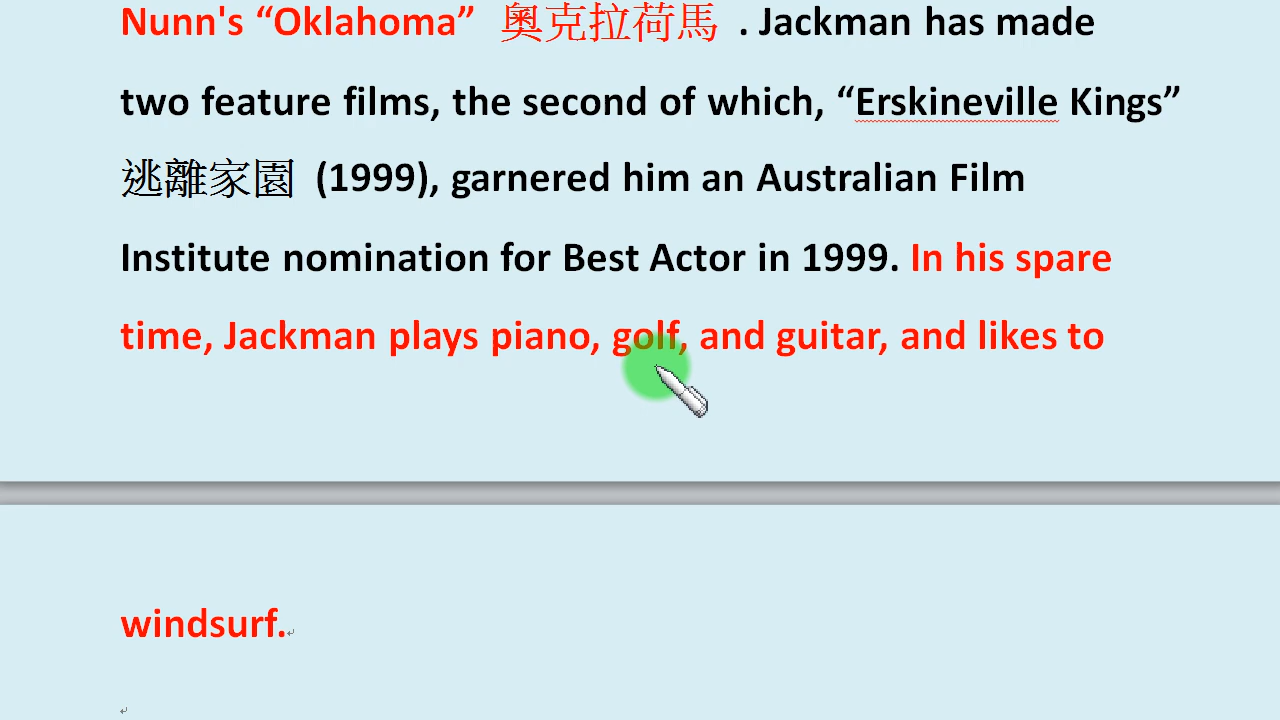 Nunn's “Oklahoma” 奧克拉荷馬 . Jackman has made
two feature films, the second of which, “Erskineville Kings”
逃離家園 (1999), garnered him an Australian Film
Institute nomination for Best Actor in 1999. In his spare
time, Jackman plays piano, golf, and guitar, and likes to
windsurf.